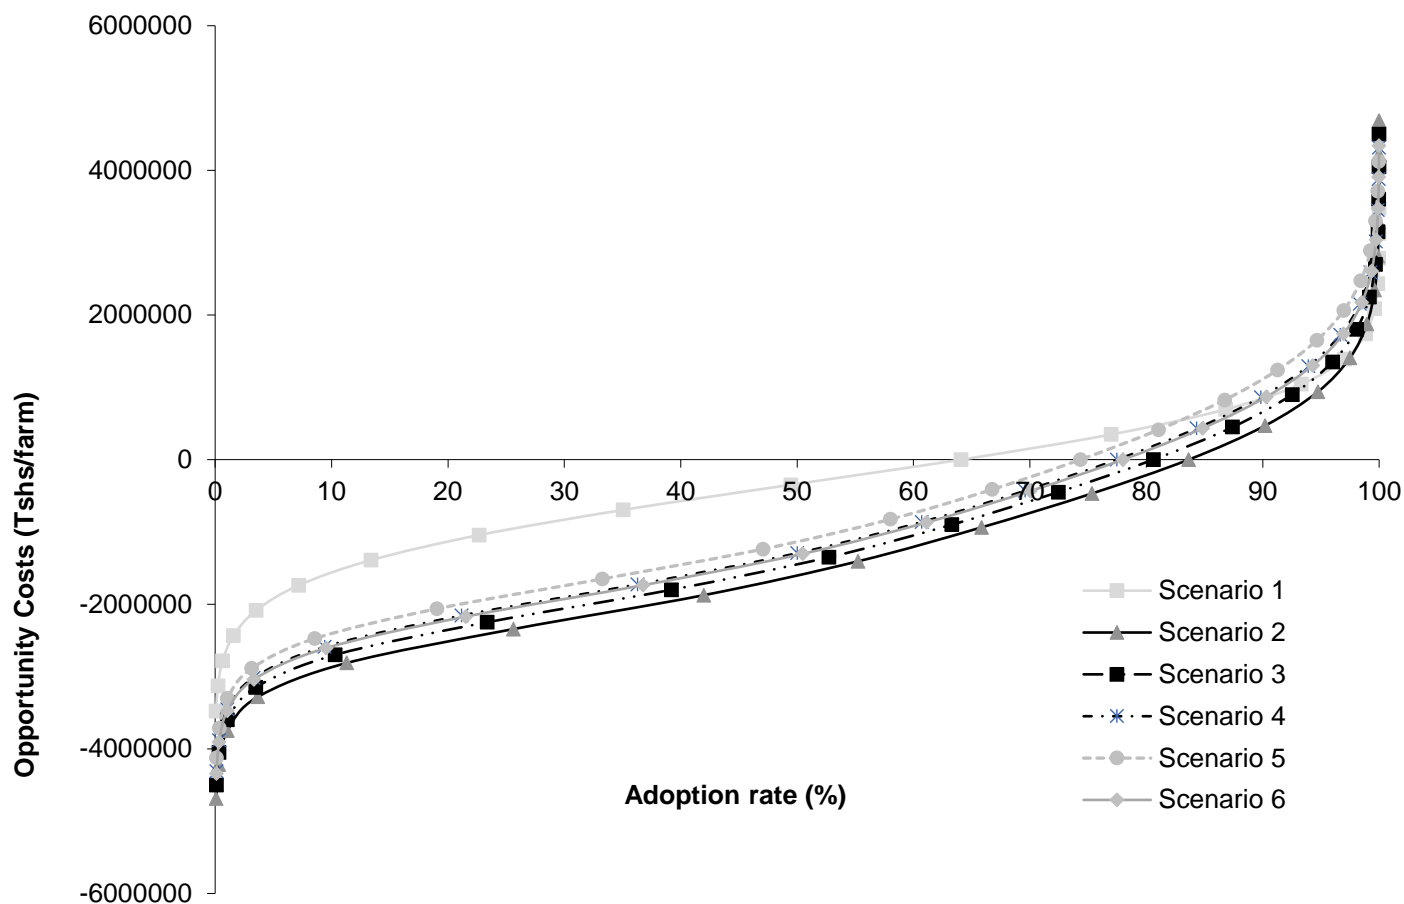 6000000
4000000
2000000
0
-2000000
-4000000
-6000000
Opportunity Costs (Tshs/farm)
0 10 20 30 40 50 60 70 80 90 100
Adoption rate (%)
Scenario 1
Scenario 2
Scenario 3
Scenario 4
Scenario 5
Scenario 6